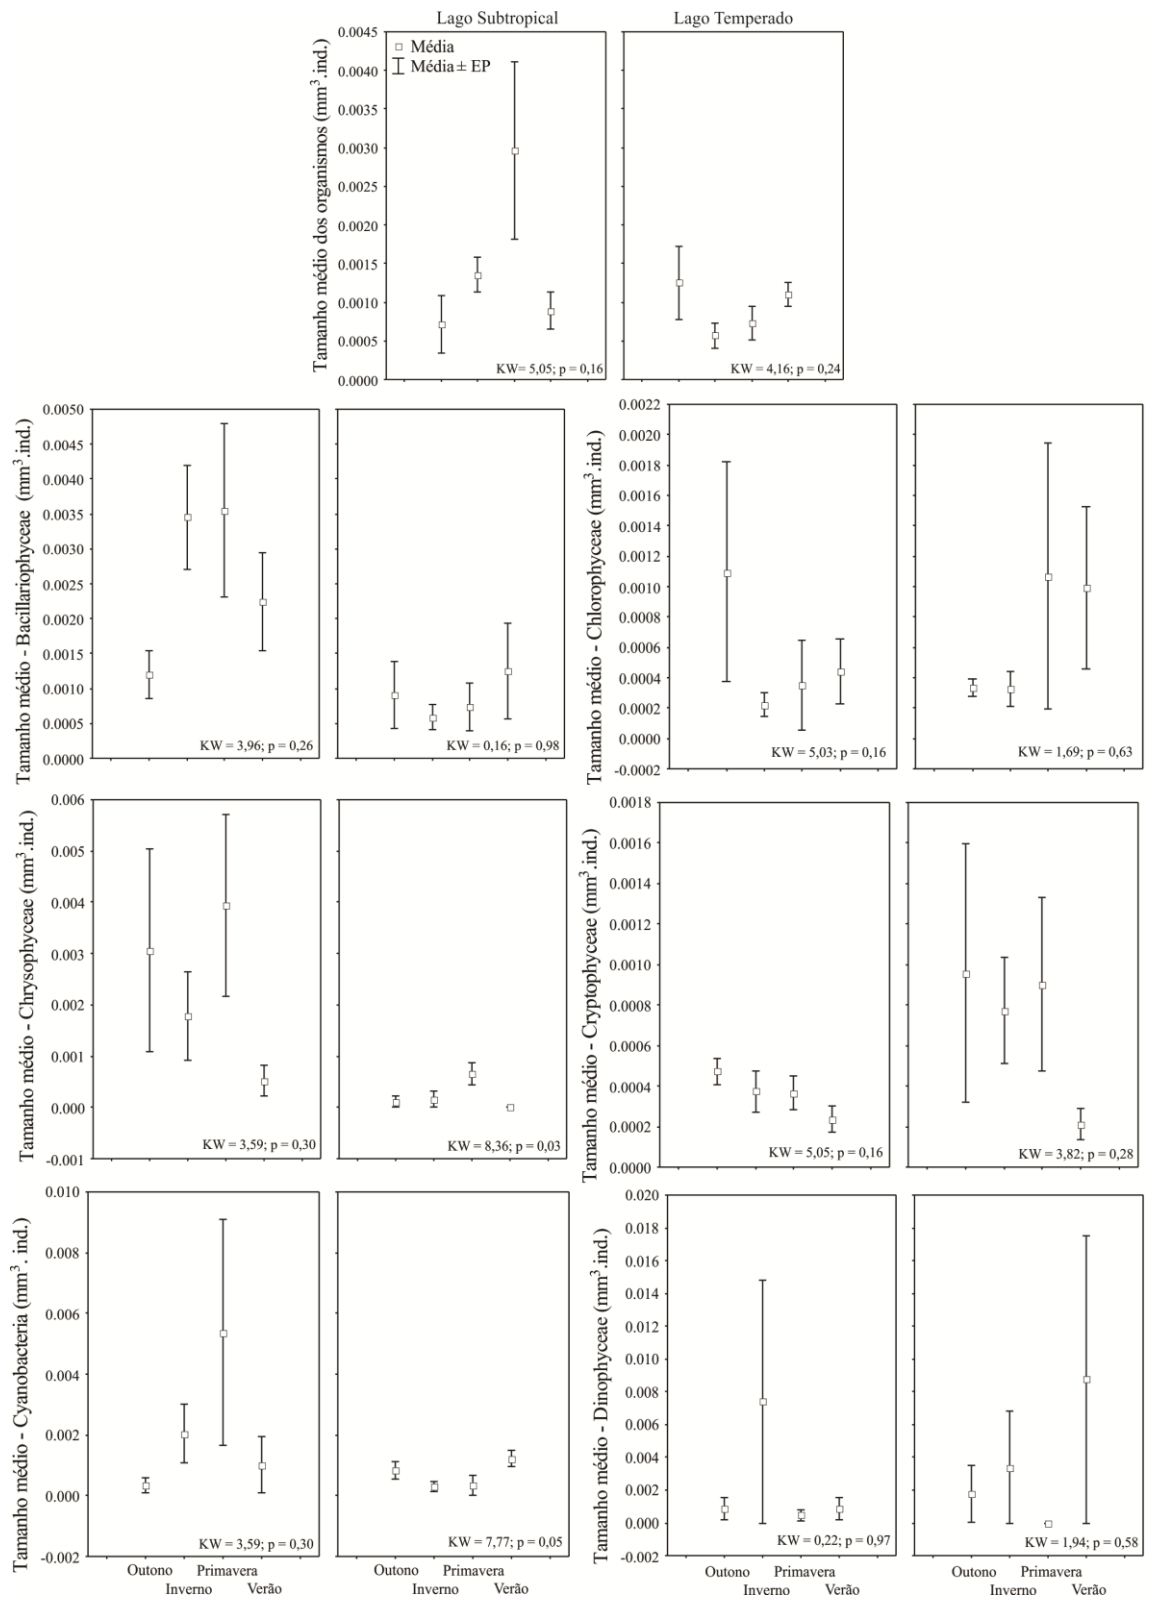 Lago Subtropical
Lago Temperado
Tamanho médio dos organismos (mm³.ind.)
0.0045
0.0040
0.0035
0.0030
0.0025
0.0020
0.0015
0.0010
0.0005
0.0000
Média
Média ± EP
KW= 5,05; p = 0,16
KW= 4,16; p = 0,24
Tamanho médio - Bacillariophyceae (mm³.ind.)
0.0050
0.0045
0.0040
0.0035
0.0030
0.0025
0.0020
0.0015
0.0010
0.0005
0.0000
KW = 3,96; p = 0,26
KW = 0,16; p = 0,98
Tamanho médio - Chlorophyceae (mm³.ind.)
0.0022
0.0020
0.0018
0.0016
0.0014
0.0012
0.0010
0.0008
0.0006
0.0004
0.0002
0.0000
-0.0002
KW = 5,03; p = 0,16
KW = 1,69; p = 0,63
Tamanho médio - Chrysophyceae (mm³.ind.)
0.006
0.005
0.004
0.003
0.002
0.001
0.000
-0.001
KW = 3,59; p = 0,30
KW = 8,36; p = 0,03
Tamanho médio - Cryptophyceae (mm³.ind.)
0.0018
0.0016
0.0014
0.0012
0.0010
0.0008
0.0006
0.0004
0.0002
0.0000
KW = 5,05; p = 0,16
KW = 3,82; p = 0,28
Tamanho médio - Cyanobacteria (mm³. ind.)
0.010
0.008
0.006
0.004
0.002
0.000
-0.002
KW = 3,59; p = 0,30
KW = 7,77; p = 0,05
Outono
Primavera
Inverno
Verão
Tamanho médio - Dinophyceae (mm³.ind.)
0.020
0.018
0.016
0.014
0.012
0.010
0.008
0.006
0.004
0.002
0.000
-0.002
KW = 0,22; p = 0,97
KW = 1,94; p = 0,58
Outono
Primavera
Inverno
Verão